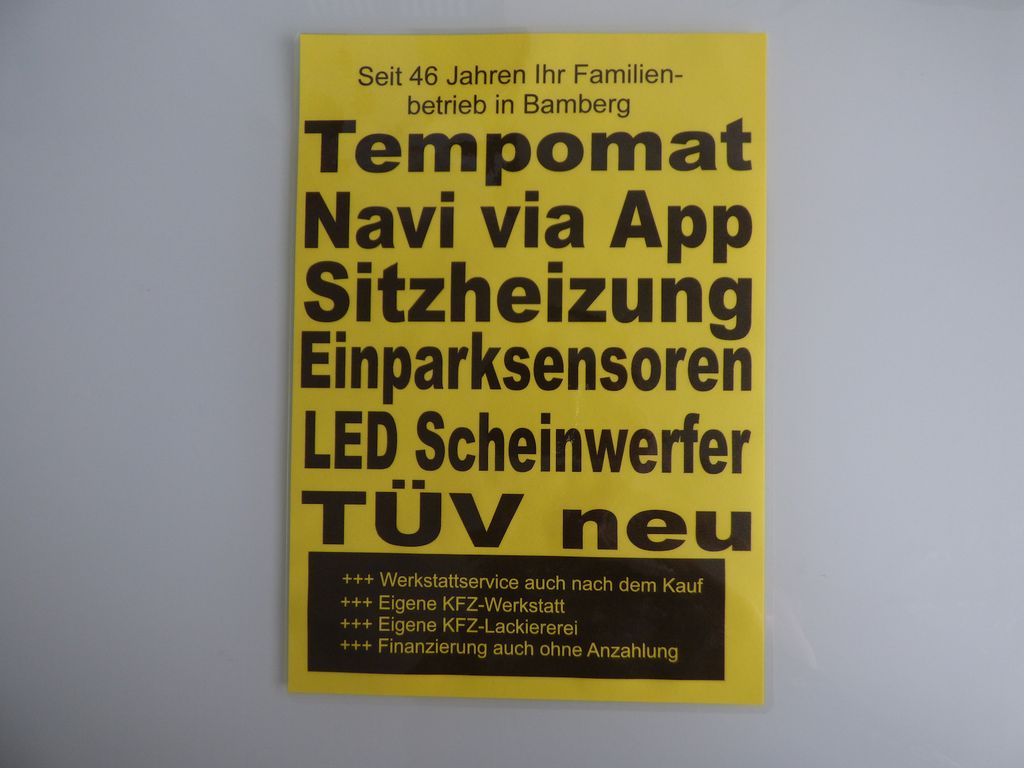 Seit 46 Jahren Ihr Familien-
betrieb in Bamberg
Tempomat
Navi via App
Sitzheizung
Einparksensoren
LED Scheinwerfer
TÜV neu
+++ Werkstattservice auch nach dem Kauf
+++ Eigene KFZ-Werkstatt
+++ Eigene KFZ-Lackiererei
+++ Finanzierung auch ohne Anzahlung